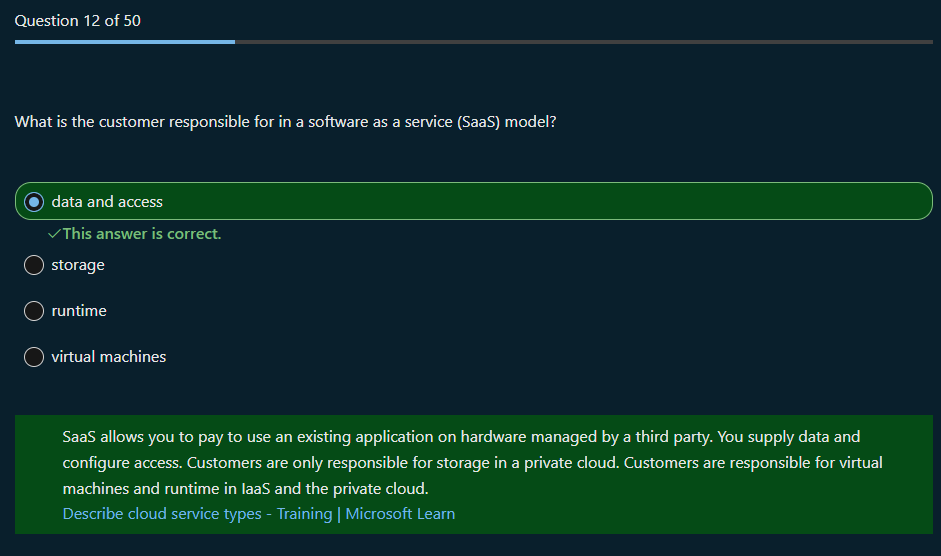 Question 12 of 50
What is the customer responsible for in a software as a service (SaaS) model?
data and access
✓This answer is correct.
storage
runtime
virtual machines
SaaS allows you to pay to use an existing application on hardware managed by a third party. You supply data and
configure access. Customers are only responsible for storage in a private cloud. Customers are responsible for virtual
machines and runtime in IaaS and the private cloud.
Describe cloud service types - Training | Microsoft Learn